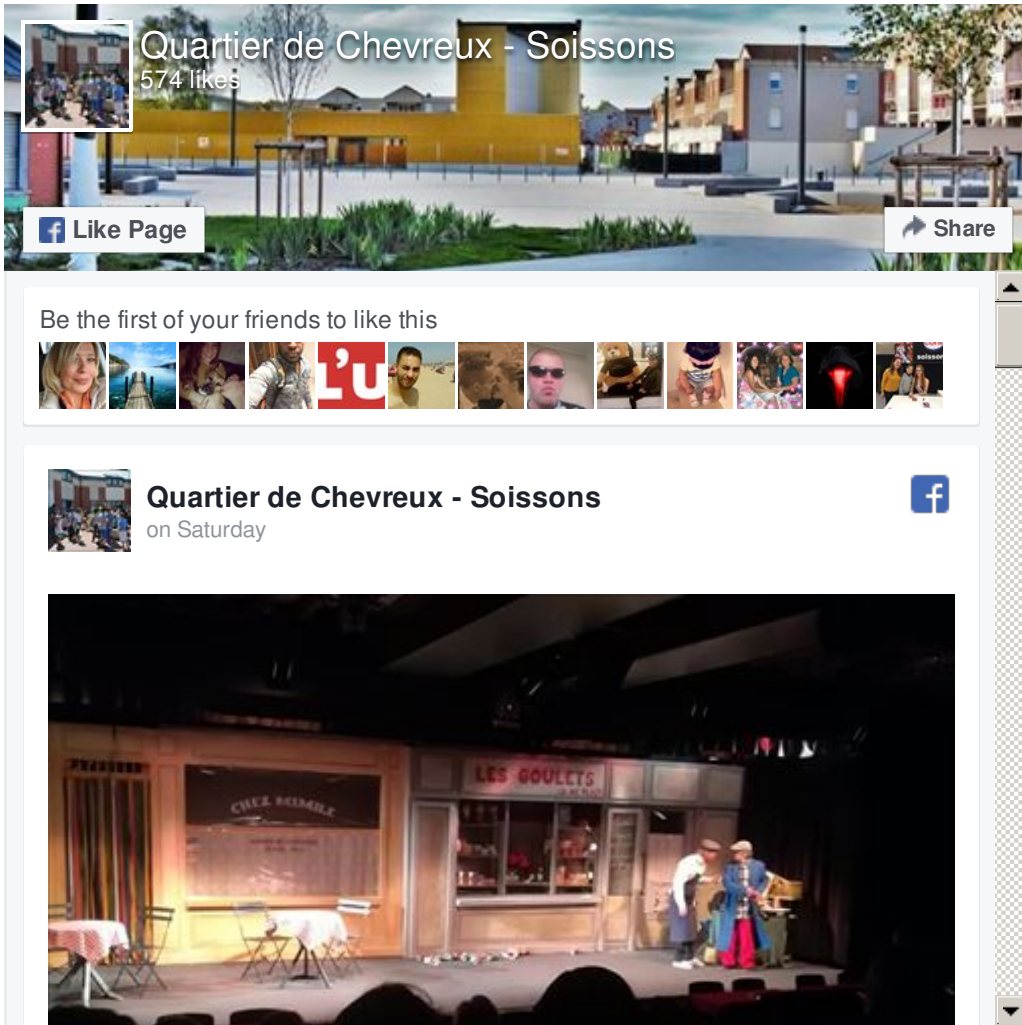 Quartier de Chevreux - Soissons
574 likes
Like Page
Share
Be the first of your friends to like this
L'U
soisson
Quartier de Chevreux - Soissons
on Saturday
LES GOULETS
CHEZ MIMILE